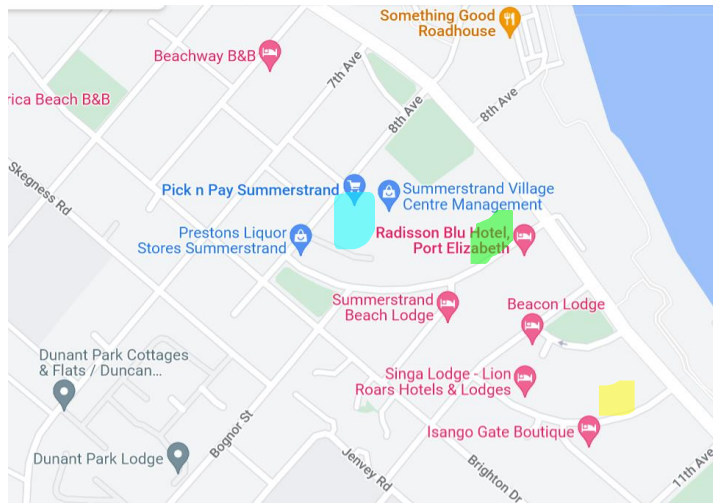 Something Good
Roadhouse
Beachway B&B
7th Ave
rica Beach B&B
8th Ave
8th Ave
Skegness Rd
Pick n Pay Summerstrand
Summerstrand Village
Centre Management
Prestons Liquor
Stores Summerstrand
Radisson Blu Hotel,
Port Elizabeth
Summerstrand
Beach Lodge
Beacon Lodge
Dunant Park Cottages
& Flats / Duncan...
Singa Lodge - Lion
Roars Hotels & Lodges
Bognor St
Isango Gate Boutique
Dunant Park Lodge
Jenvey Rd
Brighton Dr
11th Ave